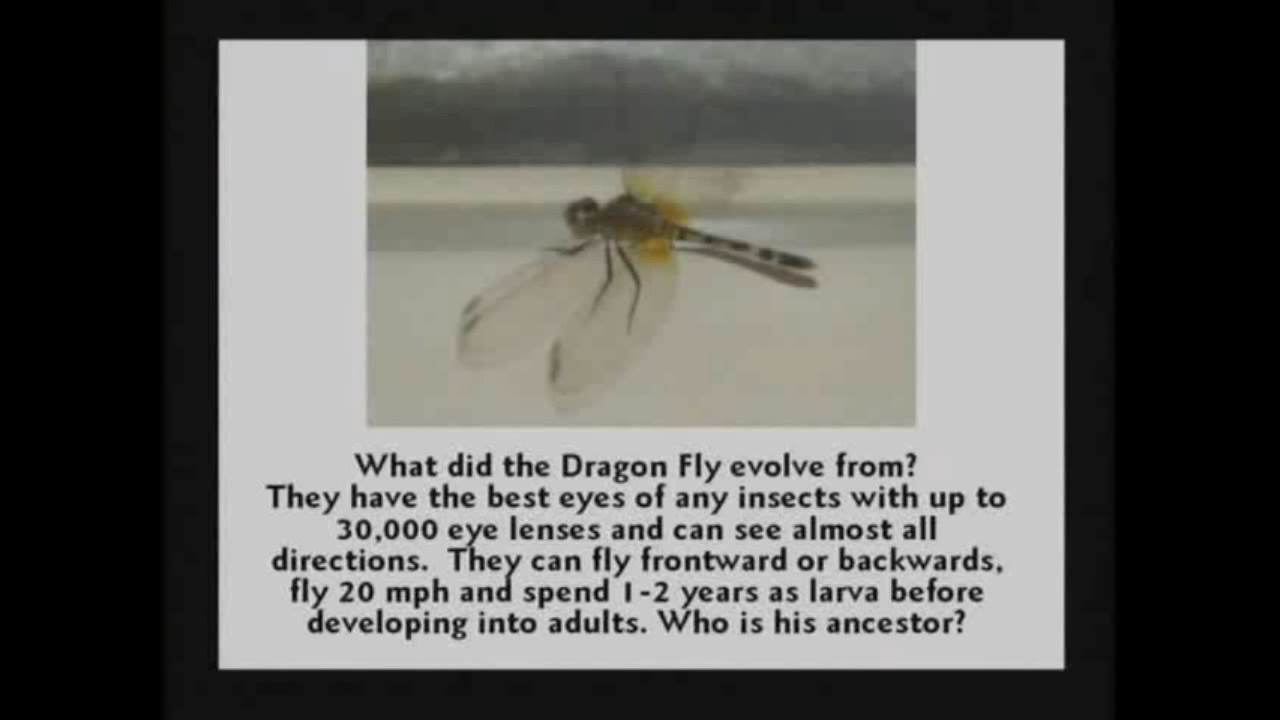 What did the Dragon Fly evolve from?
They have the best eyes of any insects with up to
30,000 eye lenses and can see almost all
directions.  They can fly frontward or backwards,
fly 20 mph and spend 1-2 years as larva before
developing into adults. Who is his ancestor?